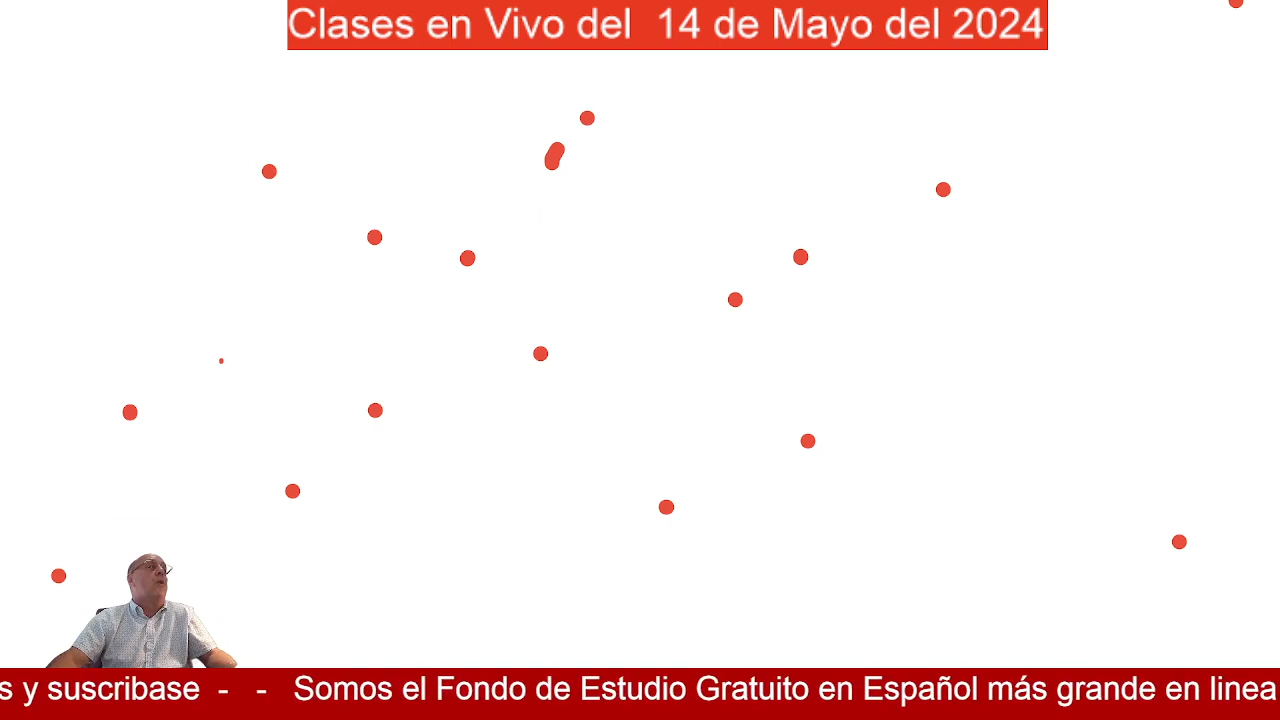 Clases en Vivo del  14 de Mayo del 2024
s y suscribase  -   -   Somos el Fondo de Estudio Gratuito en Español más grande en linea